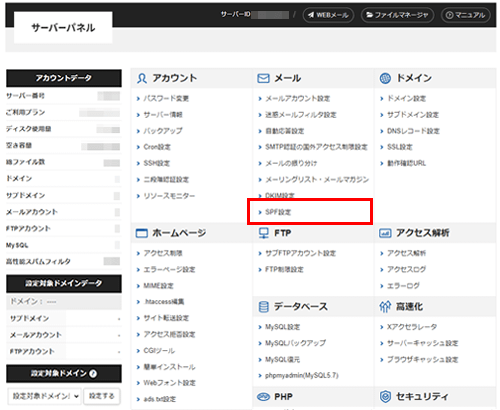 サーバーパネル
サーバーID
WEBメール
ファイルマネージャ
マニュアル
アカウントデータ
サーバー番号
ご利用プラン
ディスク使用量
空き容量
総ファイル数
ドメイン
サブドメイン
メールアカウント
FTPアカウント
MySQL
高性能スパムフィルタ
設定対象ドメインデータ
ドメイン： ----
サブドメイン -
メールアカウント -
FTPアカウント -
設定対象ドメイン ?
設定対象ドメイン
設定する
アカウント
パスワード変更
サーバー情報
バックアップ
Cron設定
SSH設定
二段階認証設定
リソースモニター
メール
メールアカウント設定
迷惑メールフィルタ設定
自動応答設定
SMTP認証の国外アクセス制限設定
メールの振り分け
メーリングリスト・メールマガジン
DKIM設定
SPF設定
ドメイン
ドメイン設定
サブドメイン設定
DNSレコード設定
SSL設定
動作確認URL
ホームページ
アクセス制限
エラーページ設定
MIME設定
.htaccess編集
サイト転送設定
アクセス拒否設定
CGIツール
簡単インストール
Webフォント設定
ads.txt設定
FTP
サブFTPアカウント設定
FTP制限設定
データベース
MySQL設定
MySQLバックアップ
MySQL復元
phpmyadmin(MySQL5.7)
PHP
アクセス解析
アクセス解析
アクセスログ
エラーログ
高速化
Xアクセラレータ
サーバーキャッシュ設定
ブラウザキャッシュ設定
セキュリティ